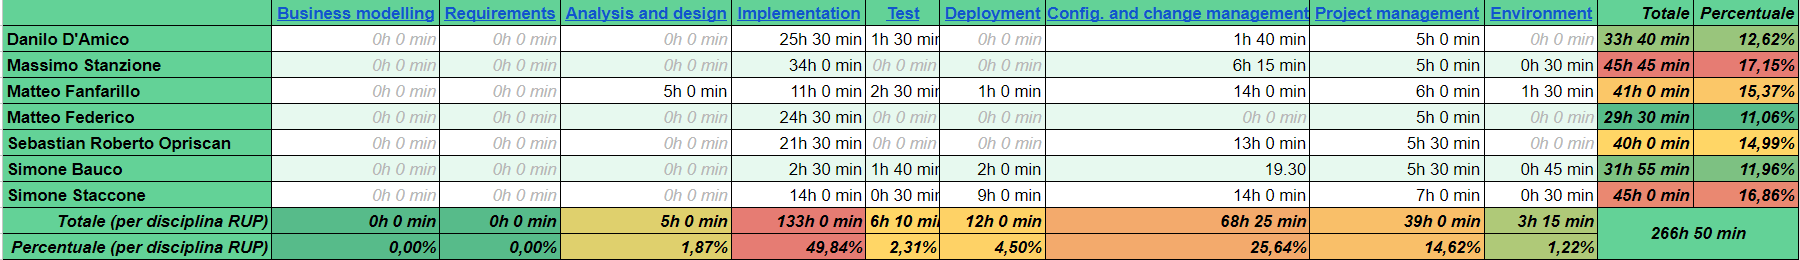 Business modelling Requirements Analysis and design Implementation Test Deployment Config. and change management Project management Environment Totale Percentuale
Danilo D'Amico 0h 0 min 0h 0 min 0h 0 min 25h 30 min 1h 30 min 0h 0 min 1h 40 min 5h 0 min 0h 0 min 33h 40 min 12,62%
Massimo Stanzione 0h 0 min 0h 0 min 0h 0 min 34h 0 min 0h 0 min 0h 0 min 6h 15 min 5h 0 min 0h 30 min 45h 45 min 17,15%
Matteo Fanfarillo 0h 0 min 0h 0 min 5h 0 min 11h 0 min 2h 30 min 1h 0 min 14h 0 min 6h 0 min 1h 30 min 41h 0 min 15,37%
Matteo Federico 0h 0 min 0h 0 min 0h 0 min 24h 30 min 0h 0 min 0h 0 min 0h 0 min 5h 0 min 0h 0 min 29h 30 min 11,06%
Sebastian Roberto Opriscan 0h 0 min 0h 0 min 0h 0 min 21h 30 min 0h 0 min 0h 0 min 13h 0 min 5h 30 min 0h 0 min 40h 0 min 14,99%
Simone Bauco 0h 0 min 0h 0 min 0h 0 min 2h 30 min 1h 40 min 2h 0 min 19.30 5h 30 min 0h 45 min 31h 55 min 11,96%
Simone Staccone 0h 0 min 0h 0 min 0h 0 min 14h 0 min 0h 30 min 9h 0 min 14h 0 min 7h 0 min 0h 30 min 45h 0 min 16,86%
Totale (per disciplina RUP) 0h 0 min 0h 0 min 5h 0 min 133h 0 min 6h 10 min 12h 0 min 68h 25 min 39h 0 min 3h 15 min
Percentuale (per disciplina RUP) 0,00% 0,00% 1,87% 49,84% 2,31% 4,50% 25,64% 14,62% 1,22%
266h 50 min